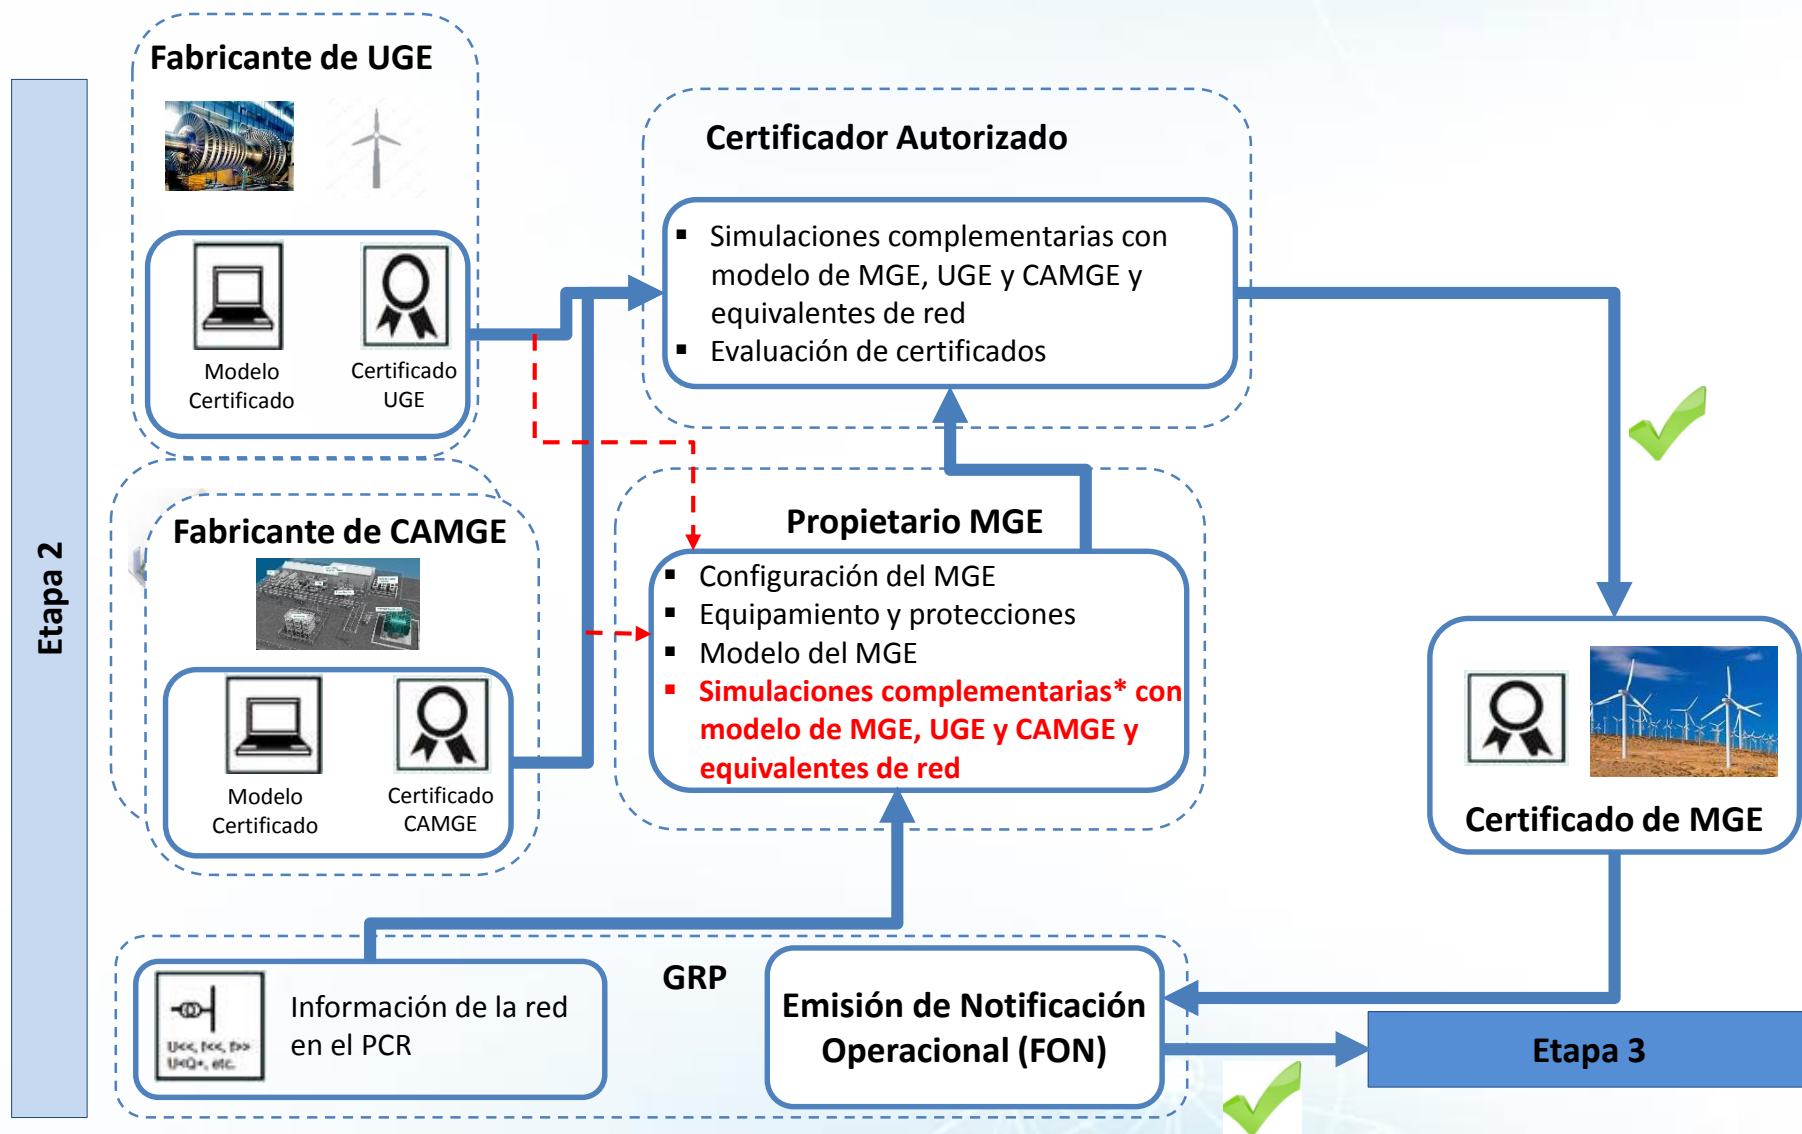 Etapa 2
Fabricante de UGE
Modelo
Certificado
Certificado
UGE
Fabricante de CAMGE
Modelo
Certificado
Certificado
CAMGE
Certificador Autorizado
▪ Simulaciones complementarias con
modelo de MGE, UGE y CAMGE y
equivalentes de red
▪ Evaluación de certificados
Propietario MGE
▪ Configuración del MGE
▪ Equipamiento y protecciones
▪ Modelo del MGE
▪ Simulaciones complementarias* con
modelo de MGE, UGE y CAMGE y
equivalentes de red
Certificado de MGE
GRP
Información de la red
en el PCR
Emisión de Notificación
Operacional (FON)
Etapa 3